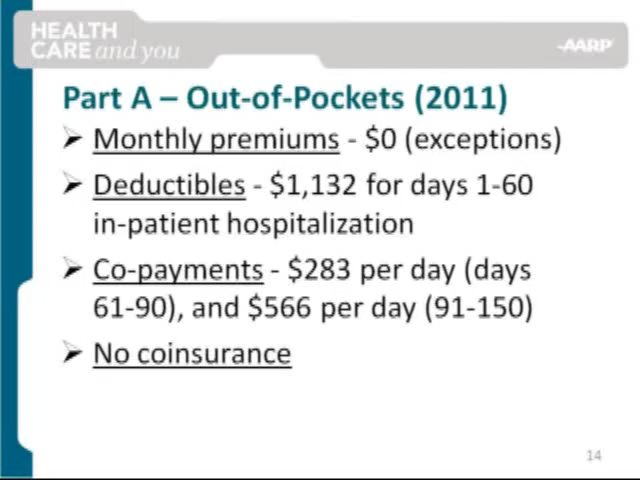 HEALTH
CARE and you
AARP
Part A – Out-of-Pockets (2011)
➢ Monthly premiums - $0 (exceptions)
➢ Deductibles - $1,132 for days 1-60
in-patient hospitalization
➢ Co-payments - $283 per day (days
61-90), and $566 per day (91-150)
➢ No coinsurance
14